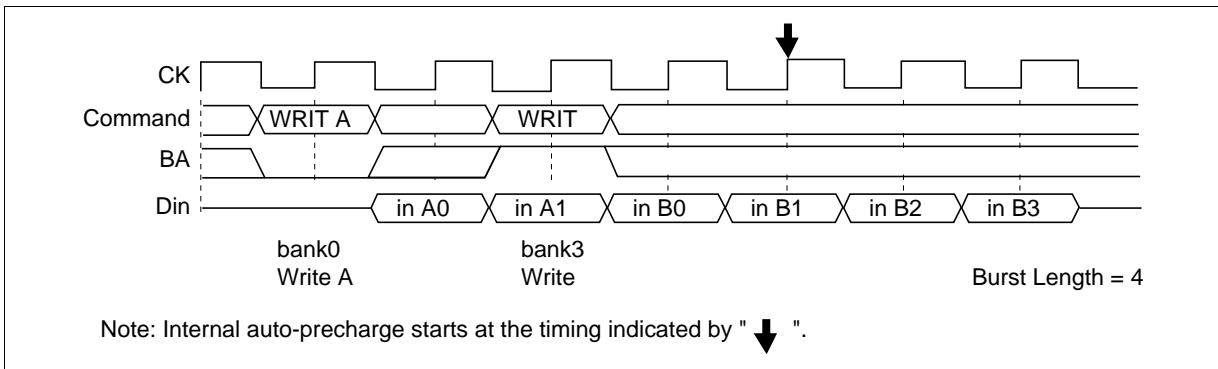 CK
Command WRIT A WRIT
BA
Din in A0 in A1 in B0 in B1 in B2 in B3
bank0 bank3
Write A Write Burst Length = 4
Note: Internal auto-precharge starts at the timing indicated by " ".